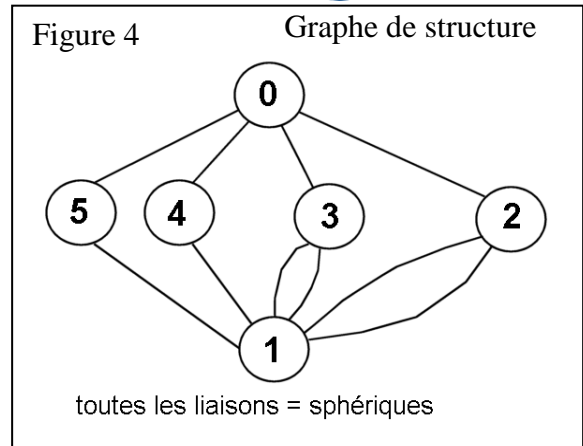 Figure 4
Graphe de structure
0
5 4 3 2
1
toutes les liaisons = sphériques